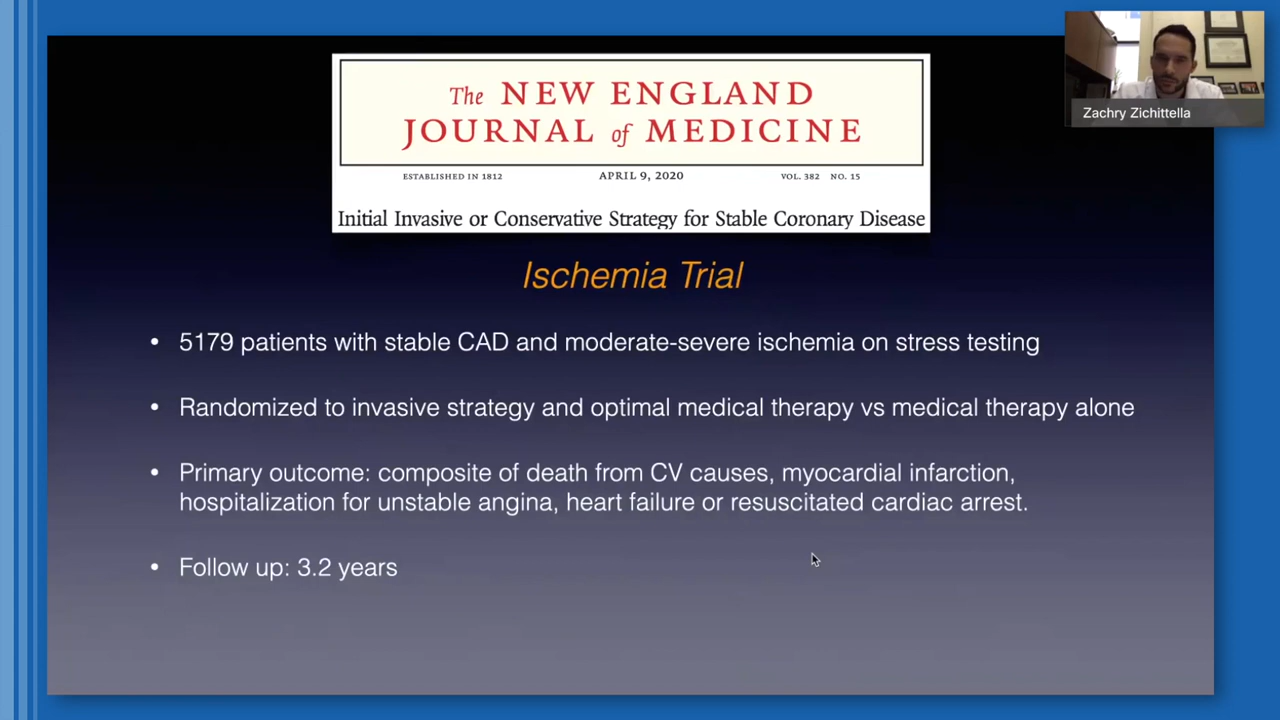 Zachry Zichittella
The NEW ENGLAND
JOURNAL of MEDICINE
ESTABLISHED IN 1812 APRIL 9, 2020 VOL. 382 NO. 15
Initial Invasive or Conservative Strategy for Stable Coronary Disease
Ischemia Trial
• 5179 patients with stable CAD and moderate-severe ischemia on stress testing
• Randomized to invasive strategy and optimal medical therapy vs medical therapy alone
• Primary outcome: composite of death from CV causes, myocardial infarction,
hospitalization for unstable angina, heart failure or resuscitated cardiac arrest.
• Follow up: 3.2 years